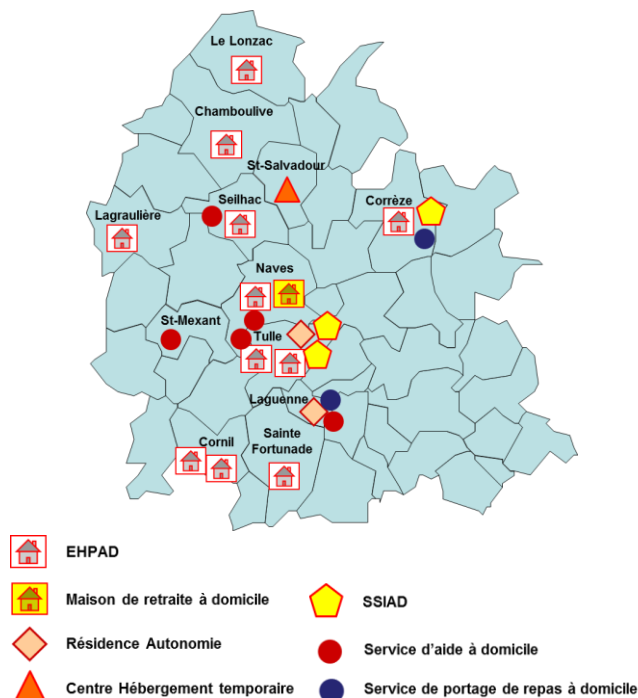 Le Lonzac
Chamboulive
St-Salvadour
Seilhac
Corrèze
Lagraulière
Naves
St-Mexant
Tulle
Laguenne
Cornil
Sainte
Fortunade
EHPAD
Maison de retraite à domicile
SSIAD
Résidence Autonomie
Service d'aide à domicile
Centre Hébergement temporaire
Service de portage de repas à domicile